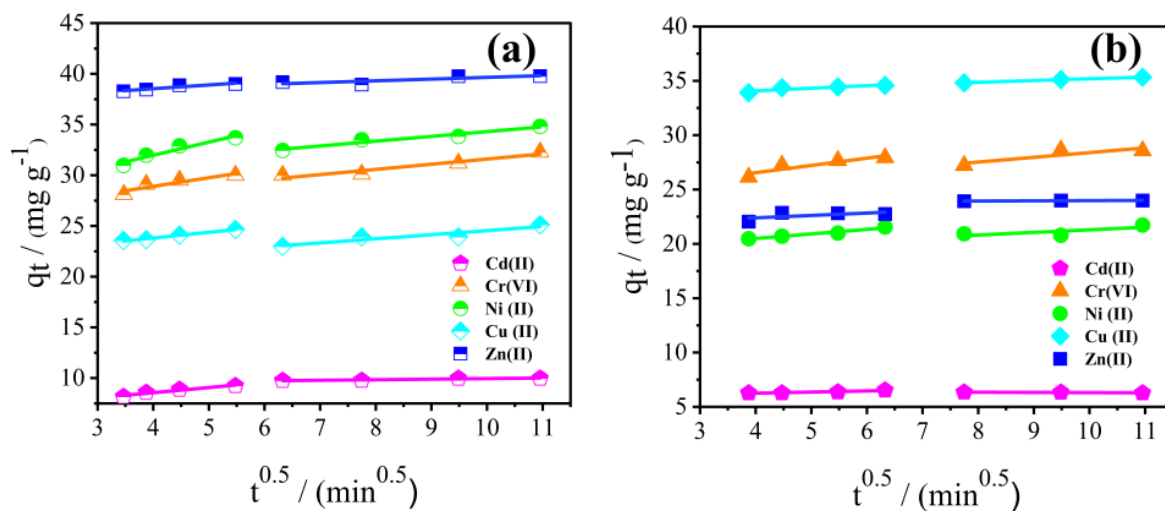 (a)
45
40
35
30
25
20
15
10
qt / (mg g-1)
Cd(II)
Cr(VI)
Ni (II)
Cu (II)
Zn(II)
3 4 5 6 7 8 9 10 11
t0.5 / (min0.5)
(b)
40
35
30
25
20
15
10
5
qt / (mg g-1)
Cd(II)
Cr(VI)
Ni (II)
Cu (II)
Zn(II)
3 4 5 6 7 8 9 10 11
t0.5 / (min0.5)